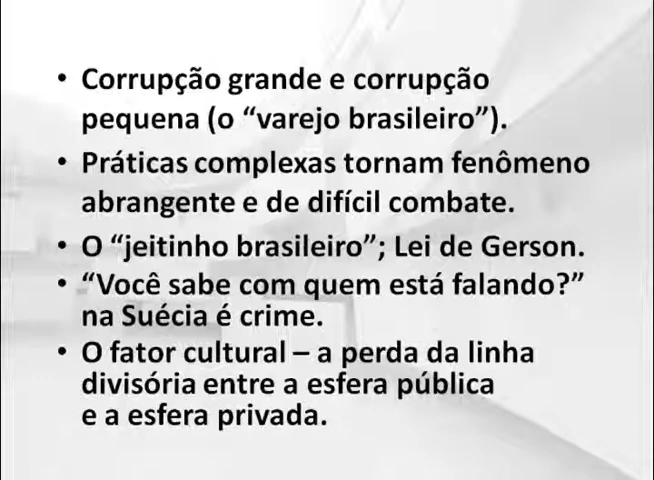 • Corrupção grande e corrupção
pequena (o “varejo brasileiro”).
• Práticas complexas tornam fenômeno
abrangente e de difícil combate.
• O “jeitinho brasileiro”; Lei de Gerson.
• “Você sabe com quem está falando?”
na Suécia é crime.
• O fator cultural – a perda da linha
divisória entre a esfera pública
e a esfera privada.